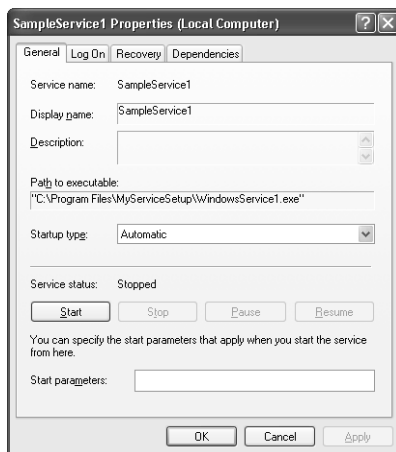 SampleService1 Properties (Local Computer)
General Log On Recovery Dependencies
Service name: SampleService1
Display name: SampleService1
Description:
Path to executable:
"C:\Program Files\MyServiceSetup\WindowsService1.exe"
Startup type: Automatic
Service status: Stopped
Start Stop Pause Resume
You can specify the start parameters that apply when you start the service
from here.
Start parameters:
OK Cancel Apply